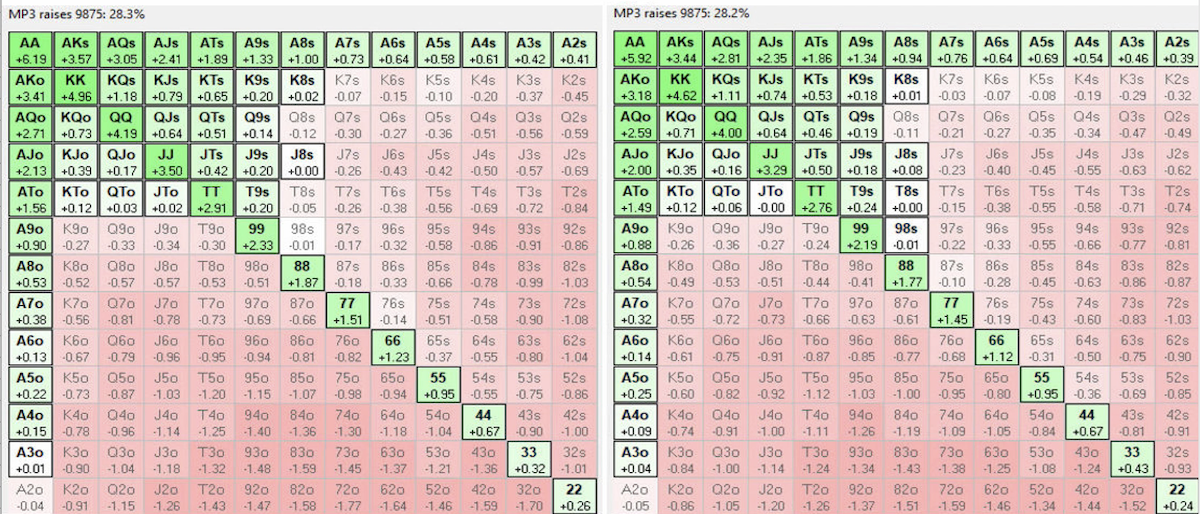 MP3 raises 9875: 28.3%
AA AKs AQs AJs ATs A9s A8s A7s A6s A5s A4s A3s A2s
+6.19 +3.57 +3.05 +2.41 +1.89 +1.33 +1.00 +0.73 +0.64 +0.58 +0.61 +0.42 +0.41
AKo KK KQs KJs KTs K9s K8s K7s K6s K5s K4s K3s K2s
+3.41 +4.96 +1.18 +0.79 +0.65 +0.20 +0.02 -0.07 -0.15 -0.10 -0.20 -0.37 -0.45
AQo KQo QQ QJs QTs Q9s Q8s Q7s Q6s Q5s Q4s Q3s Q2s
+2.71 +0.73 +4.19 +0.64 +0.51 +0.14 -0.12 -0.30 -0.27 -0.36 -0.51 -0.56 -0.59
AJo KJo QJo JJ JTs J9s J8s J7s J6s J5s J4s J3s J2s
+2.13 +0.39 +0.17 +3.50 +0.42 +0.20 +0.00 -0.26 -0.43 -0.42 -0.50 -0.57 -0.69
ATo KTo QTo JTo TT T9s T8s T7s T6s T5s T4s T3s T2s
+1.56 +0.12 +0.03 +0.02 +2.91 +0.20 -0.05 -0.26 -0.38 -0.56 -0.69 -0.72 -0.84
A9o K9o Q9o J9o T9o 99 98s 97s 96s 95s 94s 93s 92s
+0.90 -0.27 -0.33 -0.34 -0.30 +2.33 -0.01 -0.17 -0.32 -0.58 -0.86 -0.91 -0.86
A8o K8o Q8o J8o T8o 98o 88 87s 86s 85s 84s 83s 82s
+0.53 -0.52 -0.57 -0.57 -0.53 -0.51 +1.87 -0.18 -0.33 -0.66 -0.78 -0.99 -1.03
A7o K7o Q7o J7o T7o 97o 87o 77 76s 75s 74s 73s 72s
+0.38 -0.56 -0.81 -0.78 -0.73 -0.69 -0.66 +1.51 -0.14 -0.51 -0.58 -0.90 -1.08
A6o K6o Q6o J6o T6o 96o 86o 76o 66 65s 64s 63s 62s
+0.13 -0.67 -0.79 -0.96 -0.95 -0.94 -0.81 -0.82 +1.23 -0.37 -0.55 -0.80 -1.04
A5o K5o Q5o J5o T5o 95o 85o 75o 65o 55 54s 53s 52s
+0.22 -0.73 -0.87 -1.03 -1.20 -1.15 -1.07 -0.98 -0.94 +0.95 -0.55 -0.75 -0.86
A4o K4o Q4o J4o T4o 94o 84o 74o 64o 54o 44 43s 42s
+0.15 -0.78 -0.96 -1.14 -1.25 -1.40 -1.36 -1.30 -1.18 -1.04 +0.67 -0.90 -1.00
A3o K3o Q3o J3o T3o 93o 83o 73o 63o 53o 43o 33 32s
+0.01 -0.90 -1.04 -1.18 -1.32 -1.48 -1.59 -1.45 -1.37 -1.21 -1.36 +0.32 -1.01
A2o K2o Q2o J2o T2o 92o 82o 72o 62o 52o 42o 32o 22
-0.04 -0.91 -1.15 -1.26 -1.43 -1.47 -1.58 -1.77 -1.64 -1.46 -1.59 -1.70 +0.26
MP3 raises 9875: 28.2%
AA AKs AQs AJs ATs A9s A8s A7s A6s A5s A4s A3s A2s
+5.92 +3.44 +2.81 +2.35 +1.86 +1.34 +0.94 +0.76 +0.64 +0.69 +0.54 +0.46 +0.39
AKo KK KQs KJs KTs K9s K8s K7s K6s K5s K4s K3s K2s
+3.18 +4.62 +1.11 +0.74 +0.53 +0.18 +0.01 -0.03 -0.07 -0.08 -0.19 -0.29 -0.32
AQo KQo QQ QJs QTs Q9s Q8s Q7s Q6s Q5s Q4s Q3s Q2s
+2.59 +0.71 +4.00 +0.64 +0.46 +0.19 -0.11 -0.21 -0.27 -0.35 -0.34 -0.47 -0.49
AJo KJo QJo JJ JTs J9s J8s J7s J6s J5s J4s J3s J2s
+2.00 +0.35 +0.16 +3.29 +0.50 +0.18 +0.08 -0.23 -0.40 -0.45 -0.55 -0.63 -0.62
ATo KTo QTo JTo TT T9s T8s T7s T6s T5s T4s T3s T2s
+1.49 +0.12 +0.06 -0.00 +2.76 +0.24 +0.00 -0.15 -0.38 -0.55 -0.58 -0.71 -0.74
A9o K9o Q9o J9o T9o 99 98s 97s 96s 95s 94s 93s 92s
+0.88 -0.26 -0.36 -0.27 -0.24 +2.19 -0.01 -0.22 -0.33 -0.55 -0.66 -0.77 -0.81
A8o K8o Q8o J8o T8o 98o 88 87s 86s 85s 84s 83s 82s
+0.54 -0.49 -0.53 -0.51 -0.44 -0.41 +1.77 -0.10 -0.28 -0.45 -0.63 -0.86 -0.87
A7o K7o Q7o J7o T7o 97o 87o 77 76s 75s 74s 73s 72s
+0.32 -0.55 -0.72 -0.73 -0.66 -0.63 -0.61 +1.45 -0.19 -0.43 -0.60 -0.83 -1.03
A6o K6o Q6o J6o T6o 96o 86o 76o 66 65s 64s 63s 62s
+0.14 -0.61 -0.75 -0.91 -0.87 -0.85 -0.77 -0.68 +1.12 -0.31 -0.50 -0.75 -0.90
A5o K5o Q5o J5o T5o 95o 85o 75o 65o 55 54s 53s 52s
+0.25 -0.60 -0.82 -0.92 -1.12 -1.03 -1.00 -0.95 -0.80 +0.95 -0.36 -0.69 -0.85
A4o K4o Q4o J4o T4o 94o 84o 74o 64o 54o 44 43s 42s
+0.09 -0.74 -0.91 -1.00 -1.11 -1.26 -1.19 -1.09 -1.05 -0.84 +0.67 -0.81 -0.91
A3o K3o Q3o J3o T3o 93o 83o 73o 63o 53o 43o 33 32s
+0.04 -0.84 -1.00 -1.14 -1.24 -1.34 -1.43 -1.38 -1.25 -1.08 -1.24 +0.43 -0.93
A2o K2o Q2o J2o T2o 92o 82o 72o 62o 52o 42o 32o 22
-0.05 -0.86 -1.05 -1.20 -1.26 -1.37 -1.51 -1.59 -1.46 -1.34 -1.44 -1.52 +0.24